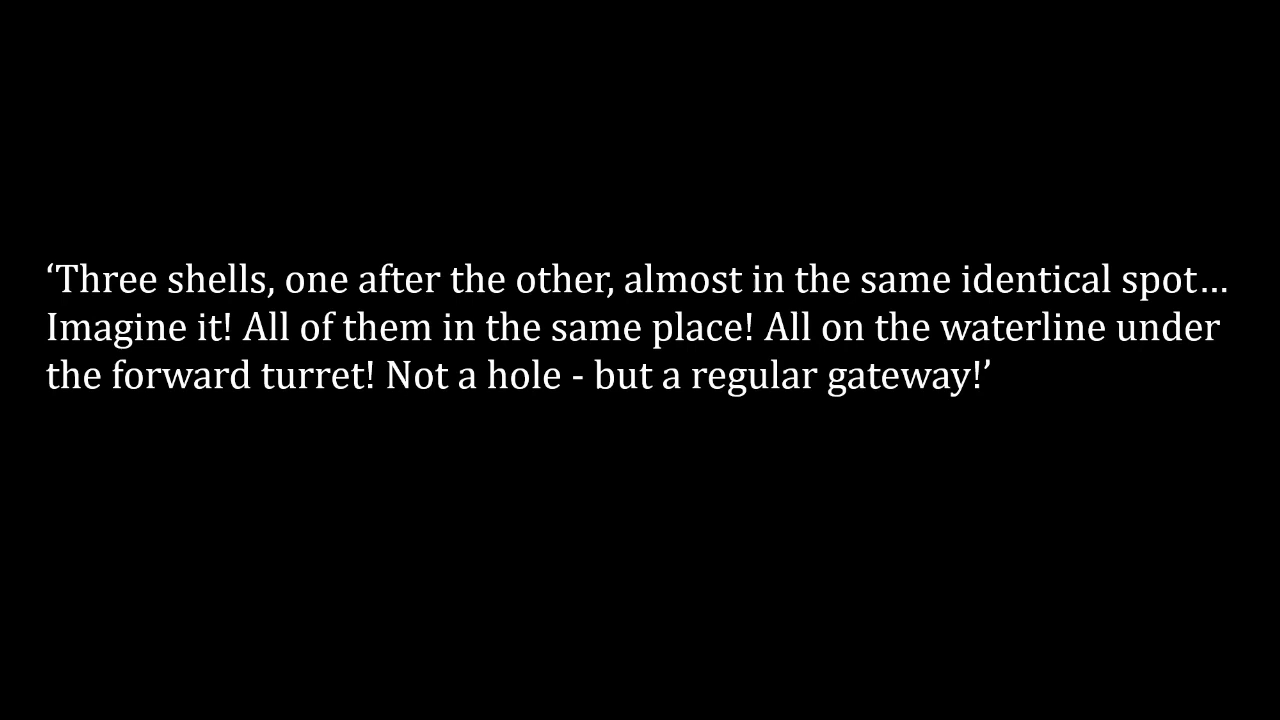 ‘Three shells, one after the other, almost in the same identical spot…
Imagine it! All of them in the same place! All on the waterline under
the forward turret! Not a hole - but a regular gateway!’